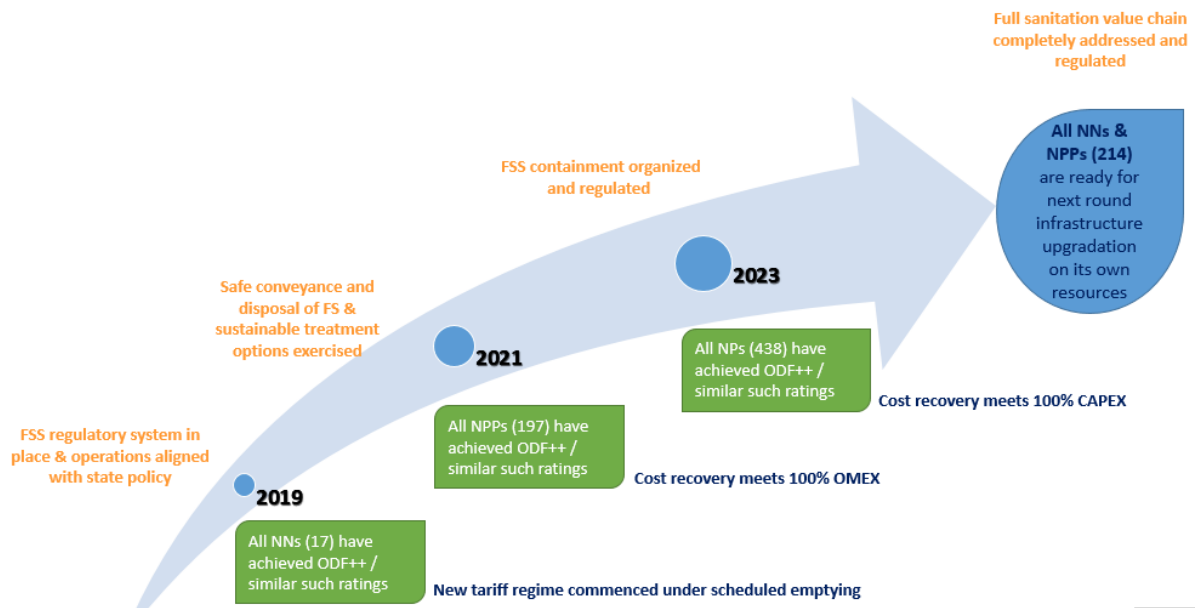 Full sanitation value chain
completely addressed and
regulated
All NNs &
NPPs (214)
are ready for
next round
infrastructure
upgradation
on its own
resources
FSS containment organized
and regulated
2023
All NPs (438) have
achieved ODF++ /
similar such ratings
Cost recovery meets 100% CAPEX
Safe conveyance and
disposal of FS &
sustainable treatment
options exercised
2021
All NPPs (197) have
achieved ODF++ /
similar such ratings
Cost recovery meets 100% OMEX
FSS regulatory system in
place & operations aligned
with state policy
2019
All NNs (17) have
achieved ODF++ /
similar such ratings
New tariff regime commenced under scheduled emptying